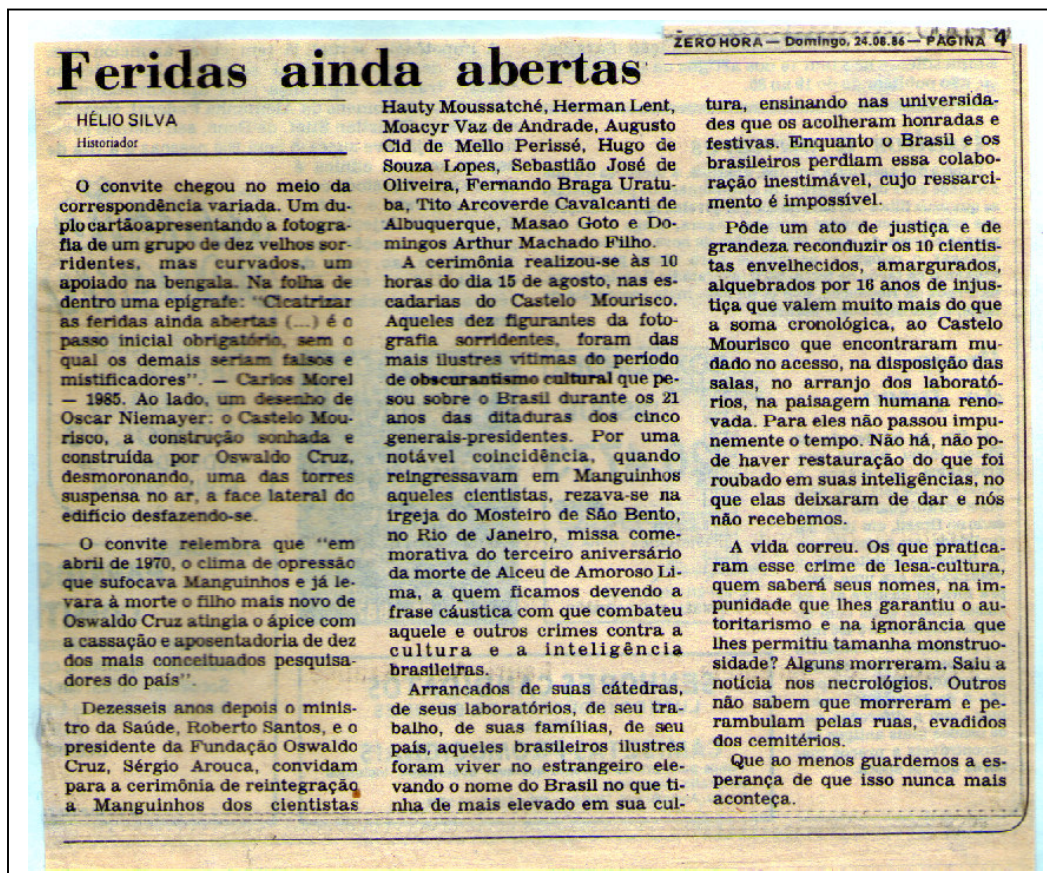 ZERO HORA — Domingo, 24.08.86 — PÁGINA 4
Feridas ainda abertas
HÉLIO SILVA
Historiador
O convite chegou no meio da
correspondência variada. Um du-
plo cartão apresentando a fotogra-
fia de um grupo de dez velhos sor-
ridentes, mas curvados, um
apoiado na bengala. Na folha de
dentro uma epígrafe: "Cicatrizar
as feridas ainda abertas (...) é o
passo inicial obrigatório, sem o
qual os demais seriam falsos e
mistificadores". — Carlos Morel
— 1985. Ao lado, um desenho de
Oscar Niemayer: o Castelo Mou-
risco, a construção sonhada e
construída por Oswaldo Cruz,
desmoronando, uma das torres
suspensa no ar, a face lateral do
edifício desfazendo-se.
O convite relembra que "em
abril de 1970, o clima de opressão
que sufocava Manguinhos e já le-
vara à morte o filho mais novo de
Oswaldo Cruz atingia o ápice com
a cassação e aposentadoria de dez
dos mais conceituados pesquisa-
dores do país".
Dezesseis anos depois o minis-
tro da Saúde, Roberto Santos, e o
presidente da Fundação Oswaldo
Cruz, Sérgio Arouca, convidam
para a cerimônia de reintegração
a Manguinhos dos cientistas
Hauty Moussatché, Herman Lent,
Moacyr Vaz de Andrade, Augusto
Cid de Mello Perissé, Hugo de
Souza Lopes, Sebastião José de
Oliveira, Fernando Braga Uratu-
ba, Tito Arcoverde Cavalcanti de
Albuquerque, Masao Goto e Do-
mingos Arthur Machado Filho.
A cerimônia realizou-se às 10
horas do dia 15 de agosto, nas es-
cadarias do Castelo Mourisco.
Aqueles dez figurantes da foto-
grafia sorridentes, foram das
mais ilustres vítimas do período
de obscurantismo cultural que pe-
sou sobre o Brasil durante os 21
anos das ditaduras dos cinco
generais-presidentes. Por uma
notável coincidência, quando
reingressavam em Manguinhos
aqueles cientistas, rezava-se na
irgeja do Mosteiro de São Bento,
no Rio de Janeiro, missa come-
morativa do terceiro aniversário
da morte de Alceu de Amoroso Li-
ma, a quem ficamos devendo a
frase cáustica com que combateu
aquele e outros crimes contra a
cultura e a inteligência
brasileiras.
Arrancados de suas cátedras,
de seus laboratórios, de seu tra-
balho, de suas famílias, de seu
país, aqueles brasileiros ilustres
foram viver no estrangeiro ele-
vando o nome do Brasil no que ti-
nha de mais elevado em sua cul-
tura, ensinando nas universida-
des que os acolheram honradas e
festivas. Enquanto o Brasil e os
brasileiros perdiam essa colabo-
ração inestimável, cujo ressarci-
mento é impossível.
Pôde um ato de justiça e de
grandeza reconduzir os 10 cientis-
tas envelhecidos, amargurados,
alquebrados por 16 anos de injus-
tiça que valem muito mais do que
a soma cronológica, ao Castelo
Mourisco que encontraram mu-
dado no acesso, na disposição das
salas, no arranjo dos laborató-
rios, na paisagem humana reno-
vada. Para eles não passou impu-
nemente o tempo. Não há, não po-
de haver restauração do que foi
roubado em suas inteligências, no
que elas deixaram de dar e nós
não recebemos.
A vida correu. Os que pratica-
ram esse crime de lesa-cultura,
quem saberá seus nomes, na im-
punidade que lhes garantiu o au-
toritarismo e na ignorância que
lhes permitiu tamanha monstruo-
sidade? Alguns morreram. Saiu a
notícia nos necrológios. Outros
não sabem que morreram e pe-
rambulam pelas ruas, evadidos
dos cemitérios.
Que ao menos guardemos a es-
perança de que isso nunca mais
aconteça.